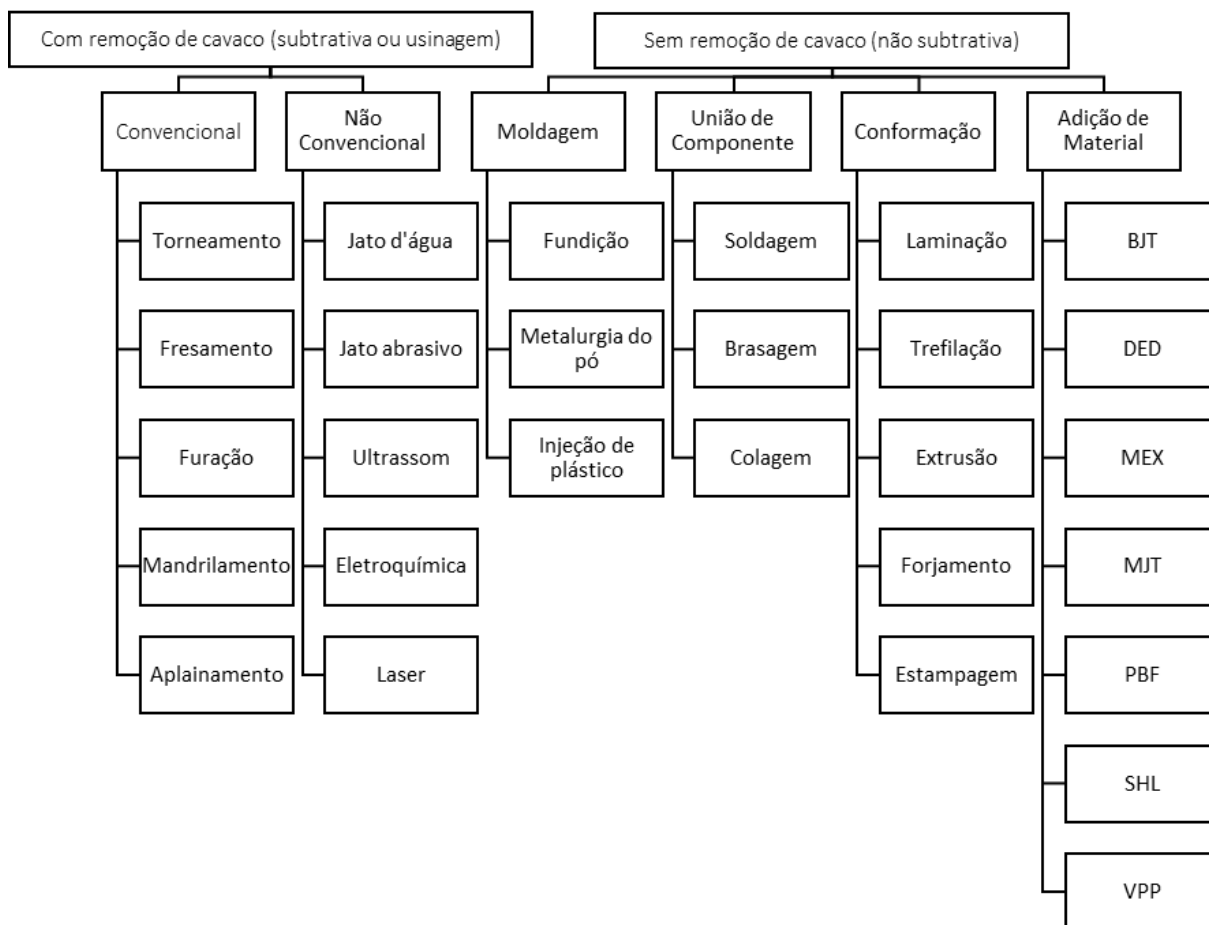 Com remoção de cavaco (subtrativa ou usinagem)
Sem remoção de cavaco (não subtrativa)
Convencional
Não
Convencional
Moldagem
União de
Componente
Conformação
Adição de
Material
Torneamento
Jato d'água
Fundição
Soldagem
Laminação
BJT
Fresamento
Jato abrasivo
Metalurgia do
pó
Brasagem
Trefilação
DED
Furação
Ultrassom
Injeção de
plástico
Colagem
Extrusão
MEX
Mandrilamento
Eletroquímica
Forjamento
MJT
Aplainamento
Laser
Estampagem
PBF
SHL
VPP